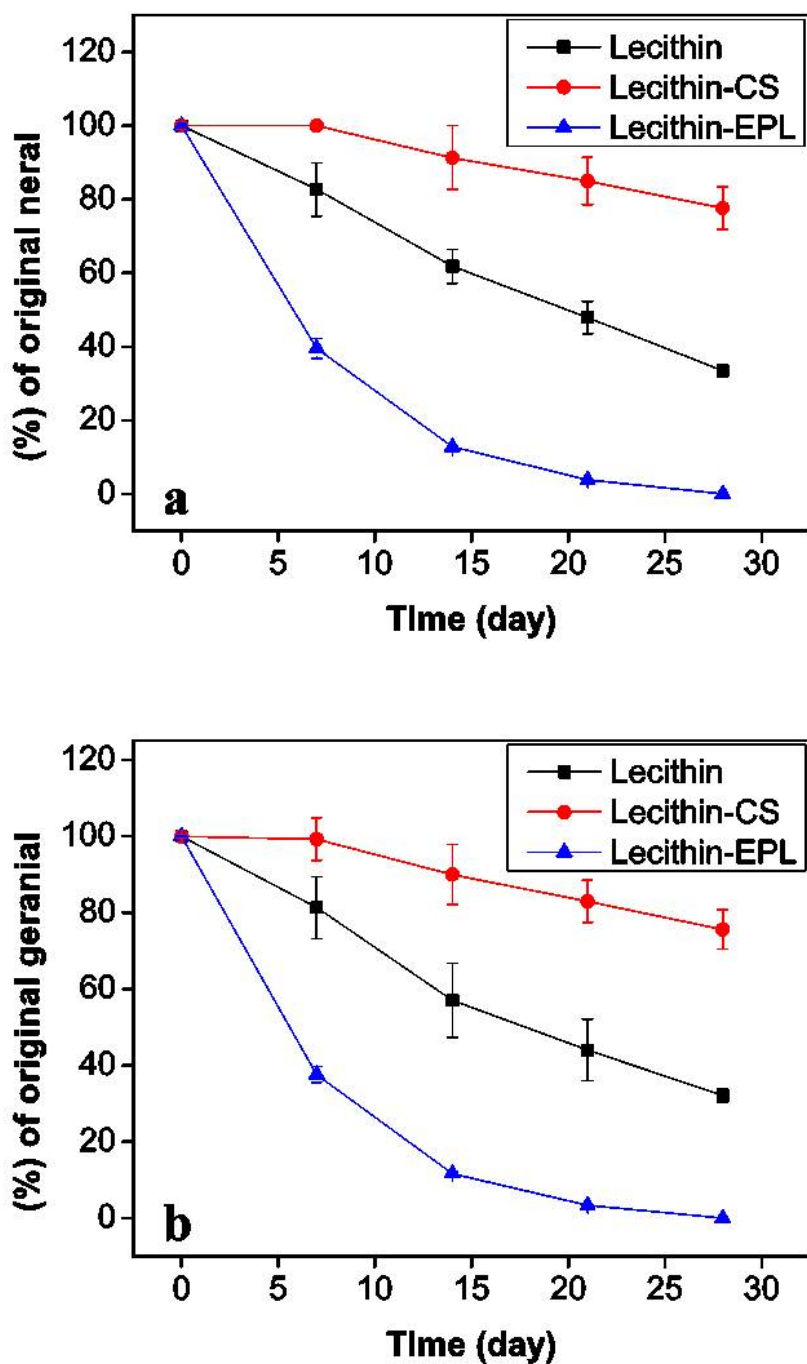 120
100
80
60
40
20
0
(%) of original neral
Lecithin
Lecithin-CS
Lecithin-EPL
a
0 5 10 15 20 25 30
TIme (day)
120
100
80
60
40
20
0
(%) of original geranial
Lecithin
Lecithin-CS
Lecithin-EPL
b
0 5 10 15 20 25 30
TIme (day)